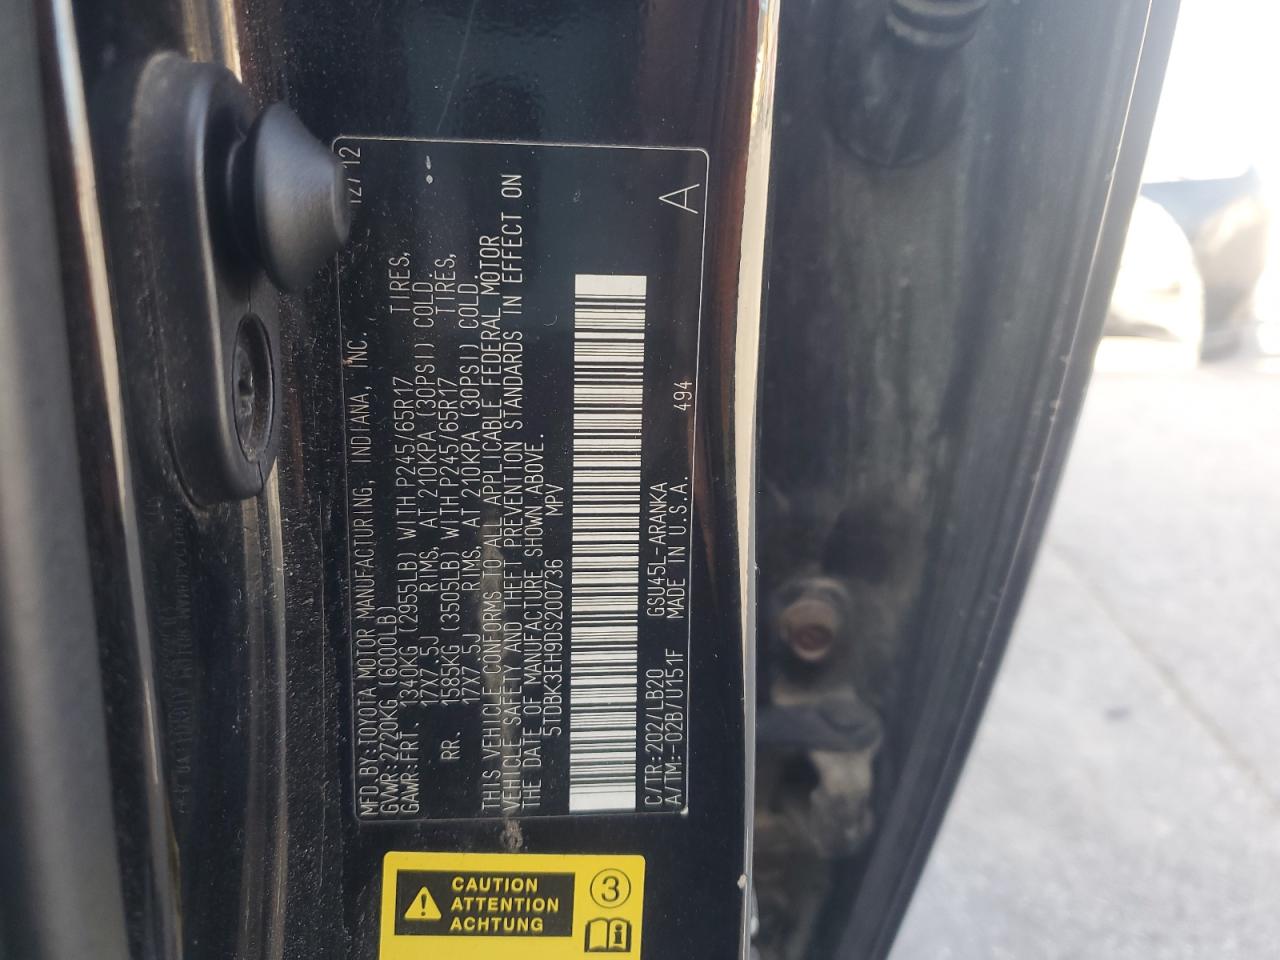 MFD BY:TOYOTA MOTOR MANUFACTURING, INDIANA, INC. 12/12
GVWR:2720KG (6000LB)
GAWR:FRT. 1340KG (2955LB) WITH P245/65R17 TIRES,
17X7.5J RIMS, AT 210KPA (30PSI) COLD.
RR. 1585KG (3505LB) WITH P245/65R17 TIRES,
17X7.5J RIMS, AT 210KPA (30PSI) COLD.
THIS VEHICLE CONFORMS TO ALL APPLICABLE FEDERAL MOTOR
VEHICLE SAFETY AND THEFT PREVENTION STANDARDS IN EFFECT ON
THE DATE OF MANUFACTURE SHOWN ABOVE.
5TDBK3EH9DS200736 MPV
C/TR:202/LB20 GSU45L-ARANKA
A/TM:-02B/U151F MADE IN U.S.A. 494 A
CAUTION
ATTENTION
ACHTUNG
3
i